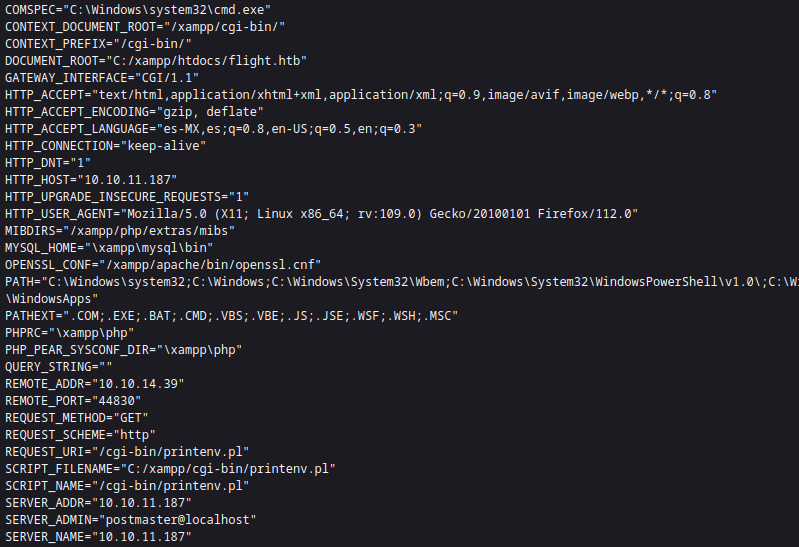 COMSPEC="C:\Windows\system32\cmd.exe"
CONTEXT_DOCUMENT_ROOT="/xampp/cgi-bin/"
CONTEXT_PREFIX="/cgi-bin/"
DOCUMENT_ROOT="C:/xampp/htdocs/flight.htb"
GATEWAY_INTERFACE="CGI/1.1"
HTTP_ACCEPT="text/html,application/xhtml+xml,application/xml;q=0.9,image/avif,image/webp,*/*;q=0.8"
HTTP_ACCEPT_ENCODING="gzip, deflate"
HTTP_ACCEPT_LANGUAGE="es-MX,es;q=0.8,en-US;q=0.5,en;q=0.3"
HTTP_CONNECTION="keep-alive"
HTTP_DNT="1"
HTTP_HOST="10.10.11.187"
HTTP_UPGRADE_INSECURE_REQUESTS="1"
HTTP_USER_AGENT="Mozilla/5.0 (X11; Linux x86_64; rv:109.0) Gecko/20100101 Firefox/112.0"
MIBDIRS="/xampp/php/extras/mibs"
MYSQL_HOME="\xampp\mysql\bin"
OPENSSL_CONF="/xampp/apache/bin/openssl.cnf"
PATH="C:\Windows\system32;C:\Windows;C:\Windows\System32\Wbem;C:\Windows\System32\WindowsPowerShell\v1.0\;C:\Wi
\WindowsApps"
PATHEXT=".COM;.EXE;.BAT;.CMD;.VBS;.VBE;.JS;.JSE;.WSF;.WSH;.MSC"
PHPRC="\xampp\php"
PHP_PEAR_SYSCONF_DIR="\xampp\php"
QUERY_STRING=""
REMOTE_ADDR="10.10.14.39"
REMOTE_PORT="44830"
REQUEST_METHOD="GET"
REQUEST_SCHEME="http"
REQUEST_URI="/cgi-bin/printenv.pl"
SCRIPT_FILENAME="C:/xampp/cgi-bin/printenv.pl"
SCRIPT_NAME="/cgi-bin/printenv.pl"
SERVER_ADDR="10.10.11.187"
SERVER_ADMIN="postmaster@localhost"
SERVER_NAME="10.10.11.187"